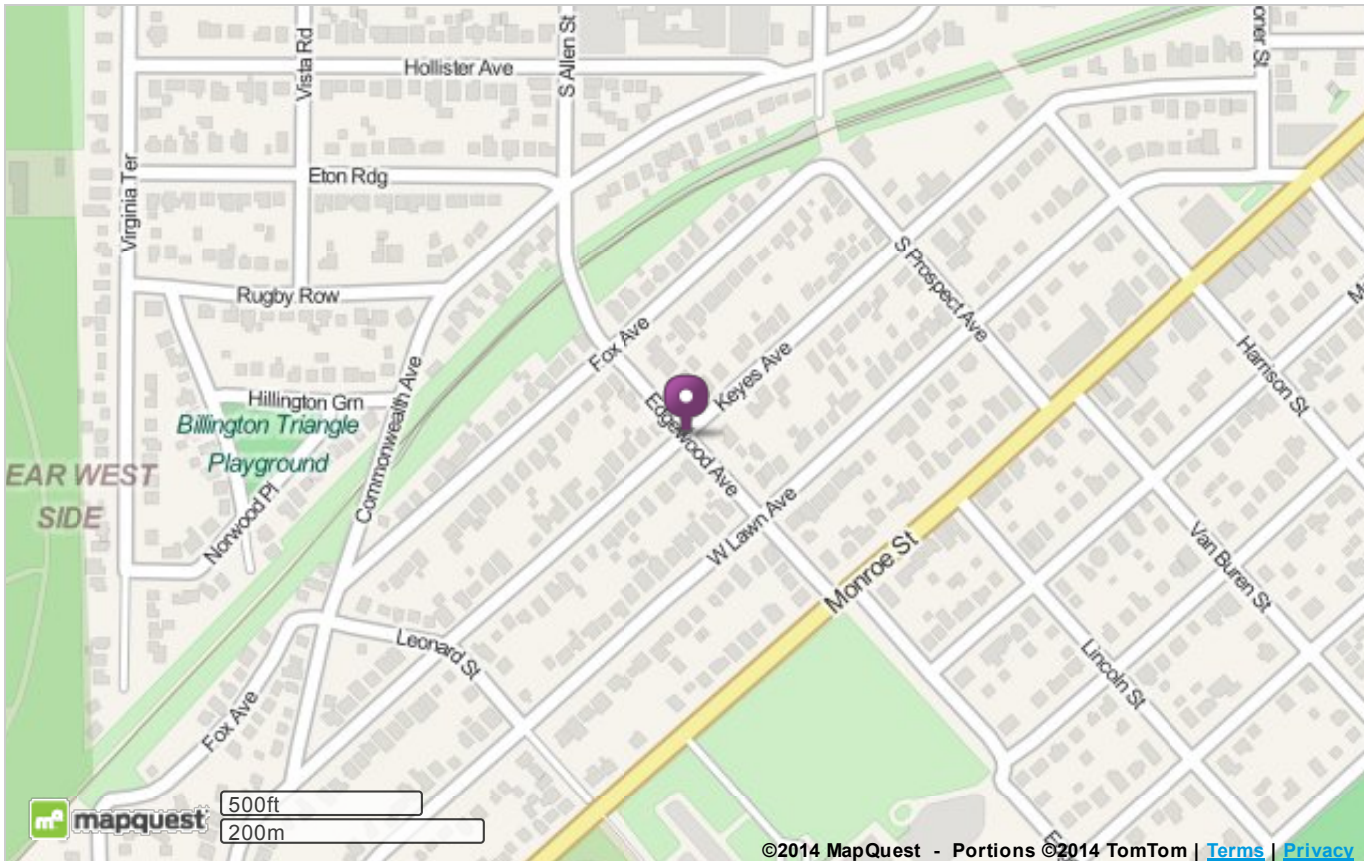 Hollister Ave
Vista Rd
S Allen St
Virginia Ter
Eton Rdg
Rugby Row
Hillington Grn
Billington Triangle
Playground
Commonwealth Ave
Norwood Pl
EAR WEST
SIDE
Fox Ave
Keyes Ave
S Prospect Ave
Edgewood Ave
W Lawn Ave
Monroe St
Harrison St
Van Buren St
Lincoln St
Leonard St
Fox Ave
oner St
mq
mapquest
500ft
200m
©2014 MapQuest - Portions ©2014 TomTom | Terms | Privacy